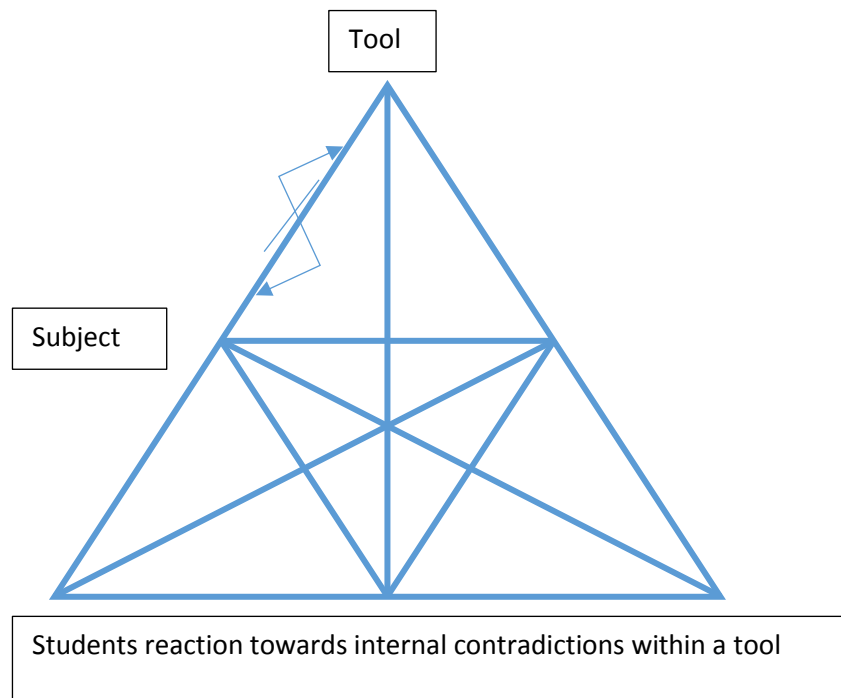 Tool
Subject
Students reaction towards internal contradictions within a tool